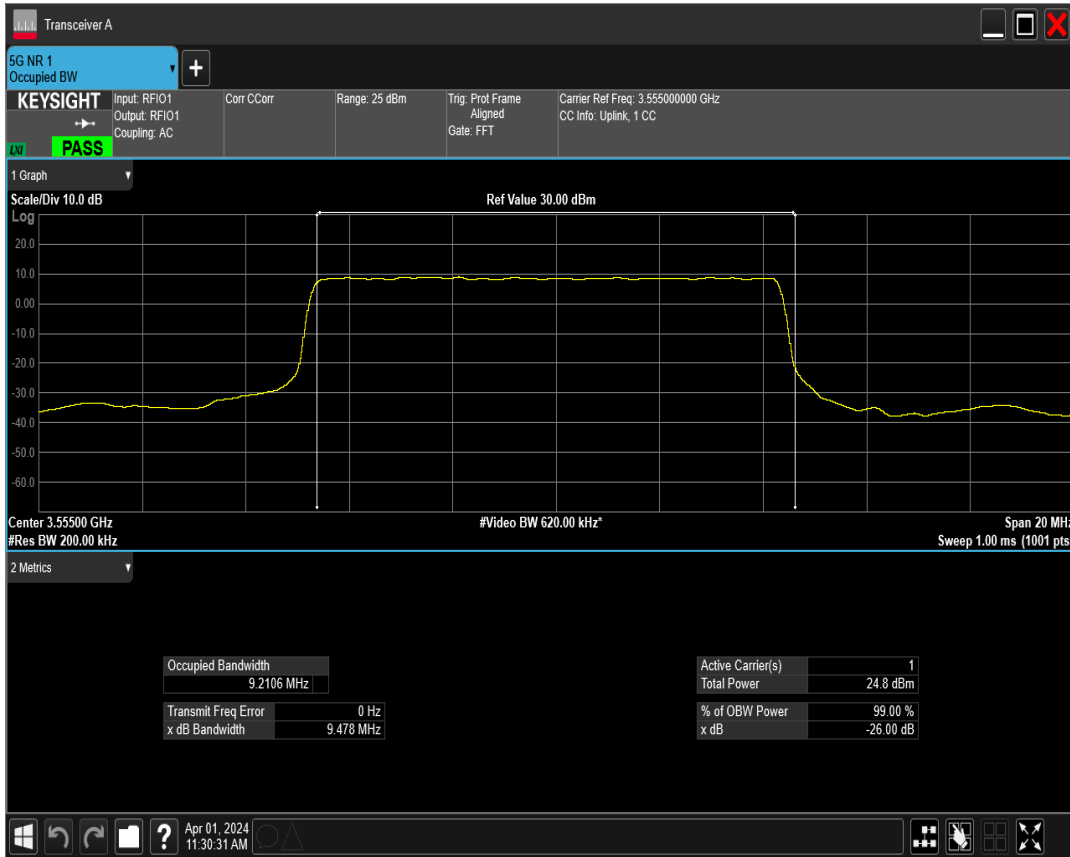 Transceiver A
5G NR 1
Occupied BW
KEYSIGHT
LXI
PASS
Input: RFIO1
Output: RFIO1
Coupling: AC
Corr CCorr
Range: 25 dBm
Trig: Prot Frame
Aligned
Gate: FFT
Carrier Ref Freq: 3.555000000 GHz
CC Info: Uplink, 1 CC
1 Graph
Scale/Div 10.0 dB
Ref Value 30.00 dBm
Log
20.0
10.0
0.00
-10.0
-20.0
-30.0
-40.0
-50.0
-60.0
Center 3.55500 GHz
#Video BW 620.00 kHz*
Span 20 MHz
#Res BW 200.00 kHz
Sweep 1.00 ms (1001 pts
2 Metrics
Occupied Bandwidth
9.2106 MHz
Transmit Freq Error 0 Hz
x dB Bandwidth 9.478 MHz
Active Carrier(s) 1
Total Power 24.8 dBm
% of OBW Power 99.00 %
x dB -26.00 dB
Apr 01, 2024
11:30:31 AM